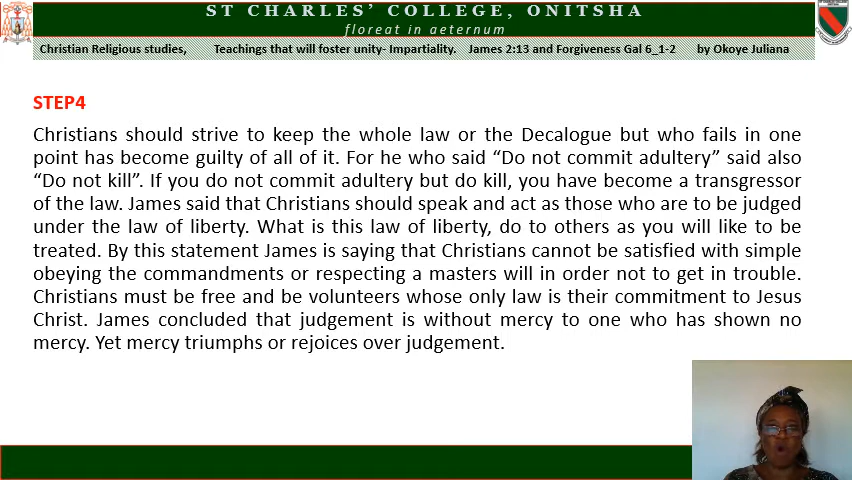 ST CHARLES’ COLLEGE, ONITSHA
floreat in aeternum
Christian Religious studies, Teachings that will foster unity- Impartiality. James 2:13 and Forgiveness Gal 6_1-2 by Okoye Juliana
STEP4
Christians should strive to keep the whole law or the Decalogue but who fails in one
point has become guilty of all of it. For he who said “Do not commit adultery” said also
“Do not kill”. If you do not commit adultery but do kill, you have become a transgressor
of the law. James said that Christians should speak and act as those who are to be judged
under the law of liberty. What is this law of liberty, do to others as you will like to be
treated. By this statement James is saying that Christians cannot be satisfied with simple
obeying the commandments or respecting a masters will in order not to get in trouble.
Christians must be free and be volunteers whose only law is their commitment to Jesus
Christ. James concluded that judgement is without mercy to one who has shown no
mercy. Yet mercy triumphs or rejoices over judgement.